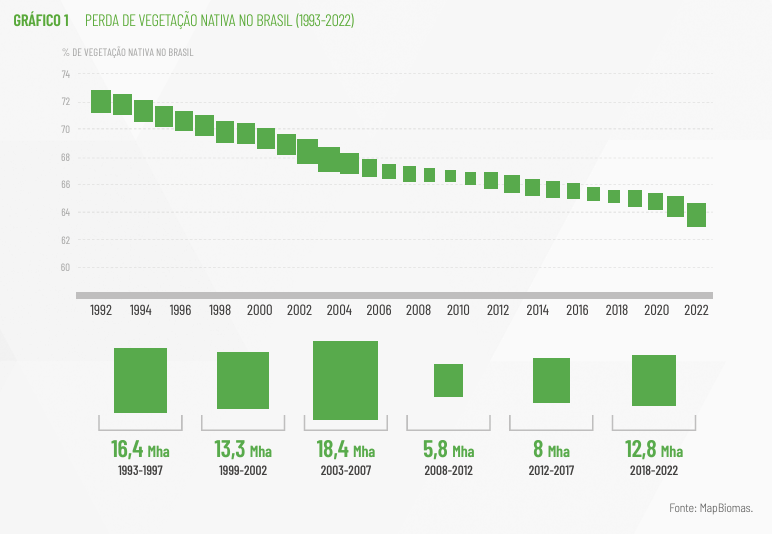 GRÁFICO 1 PERDA DE VEGETAÇÃO NATIVA NO BRASIL (1993-2022)
% DE VEGETAÇÃO NATIVA NO BRASIL
74
72
70
68
66
64
62
60
1992 1994 1996 1998 2000 2002 2004 2006 2008 2010 2012 2014 2016 2018 2020 2022
16,4 Mha 13,3 Mha 18,4 Mha 5,8 Mha 8 Mha 12,8 Mha
1993-1997 1999-2002 2003-2007 2008-2012 2012-2017 2018-2022
Fonte: MapBiomas.